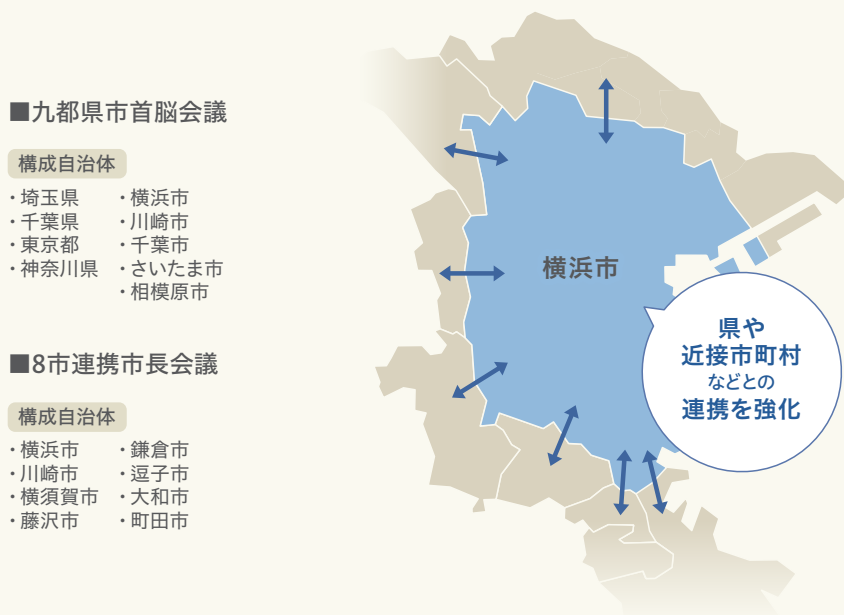 ■九都県市首脳会議
構成自治体
・埼玉県 ・横浜市
・千葉県 ・川崎市
・東京都 ・千葉市
・神奈川県 ・さいたま市
・相模原市
■8市連携市長会議
構成自治体
・横浜市 ・鎌倉市
・川崎市 ・逗子市
・横須賀市 ・大和市
・藤沢市 ・町田市
横浜市
県や
近接市町村
などとの
連携を強化